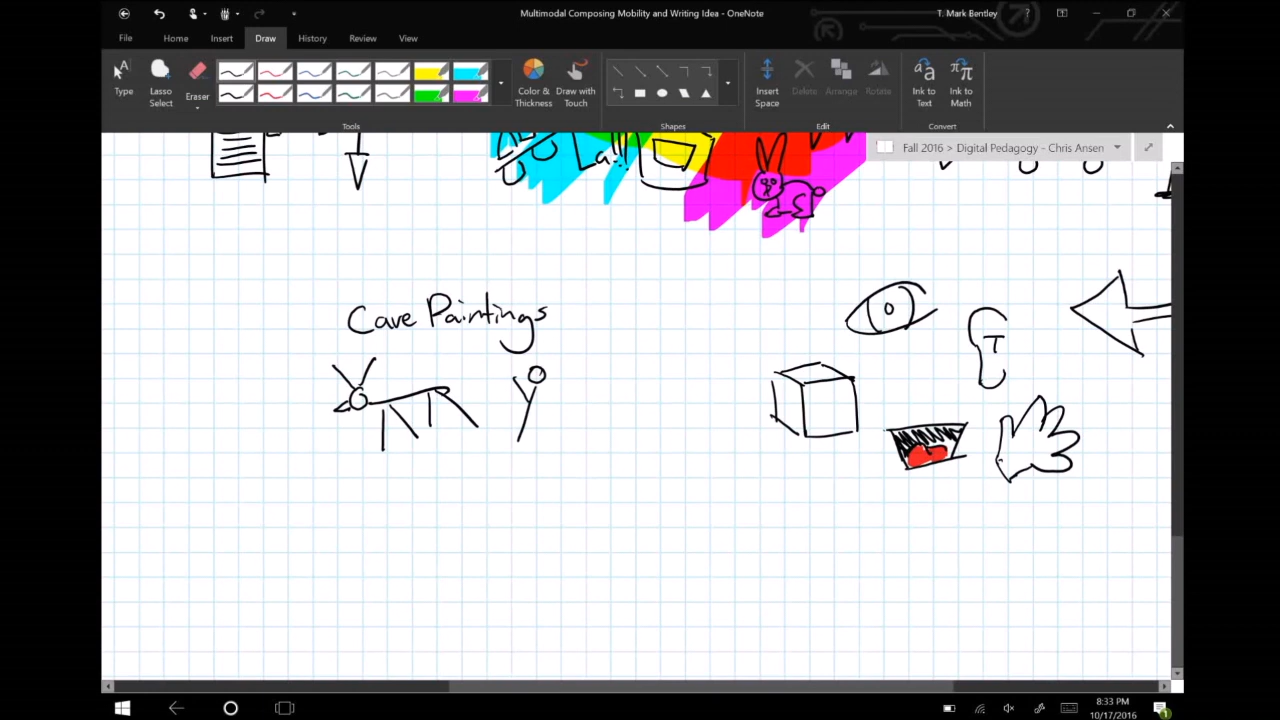 Multimodal Composing Mobility and Writing Idea - OneNote
T. Mark Bentley
?
File
Home
Insert
Draw
History
Review
View
Type
Lasso Select
Eraser
Color & Thickness
Draw with Touch
Insert Space
Delete
Arrange
Rotate
Ink to Text
Ink to Math
Tools
Shapes
Edit
Convert
Fall 2016 > Digital Pedagogy - Chris Ansen
a!!!
Cave Paintings
8:33 PM
10/17/2016
1